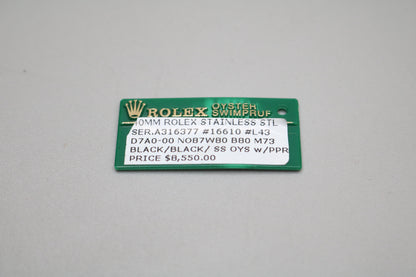 ROLEX OYSTER
SWIMPRUF
0MM ROLEX STAINLESS STL
SER.A316377 #16610 #L43
D7A0-00 NOB7W80 B80 M73
BLACK/BLACK/ SS OYS w/PPR
PRICE $8,550.00